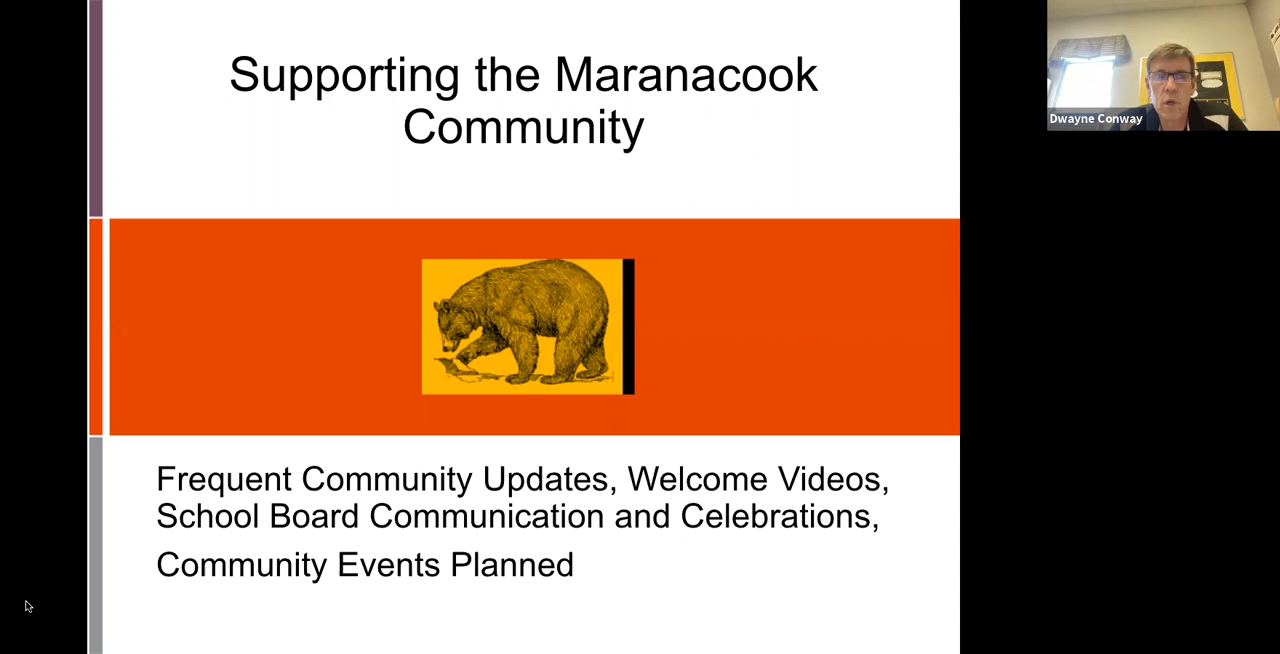 Supporting the Maranacook
Community
Dwayne Conway
Frequent Community Updates, Welcome Videos,
School Board Communication and Celebrations,
Community Events Planned